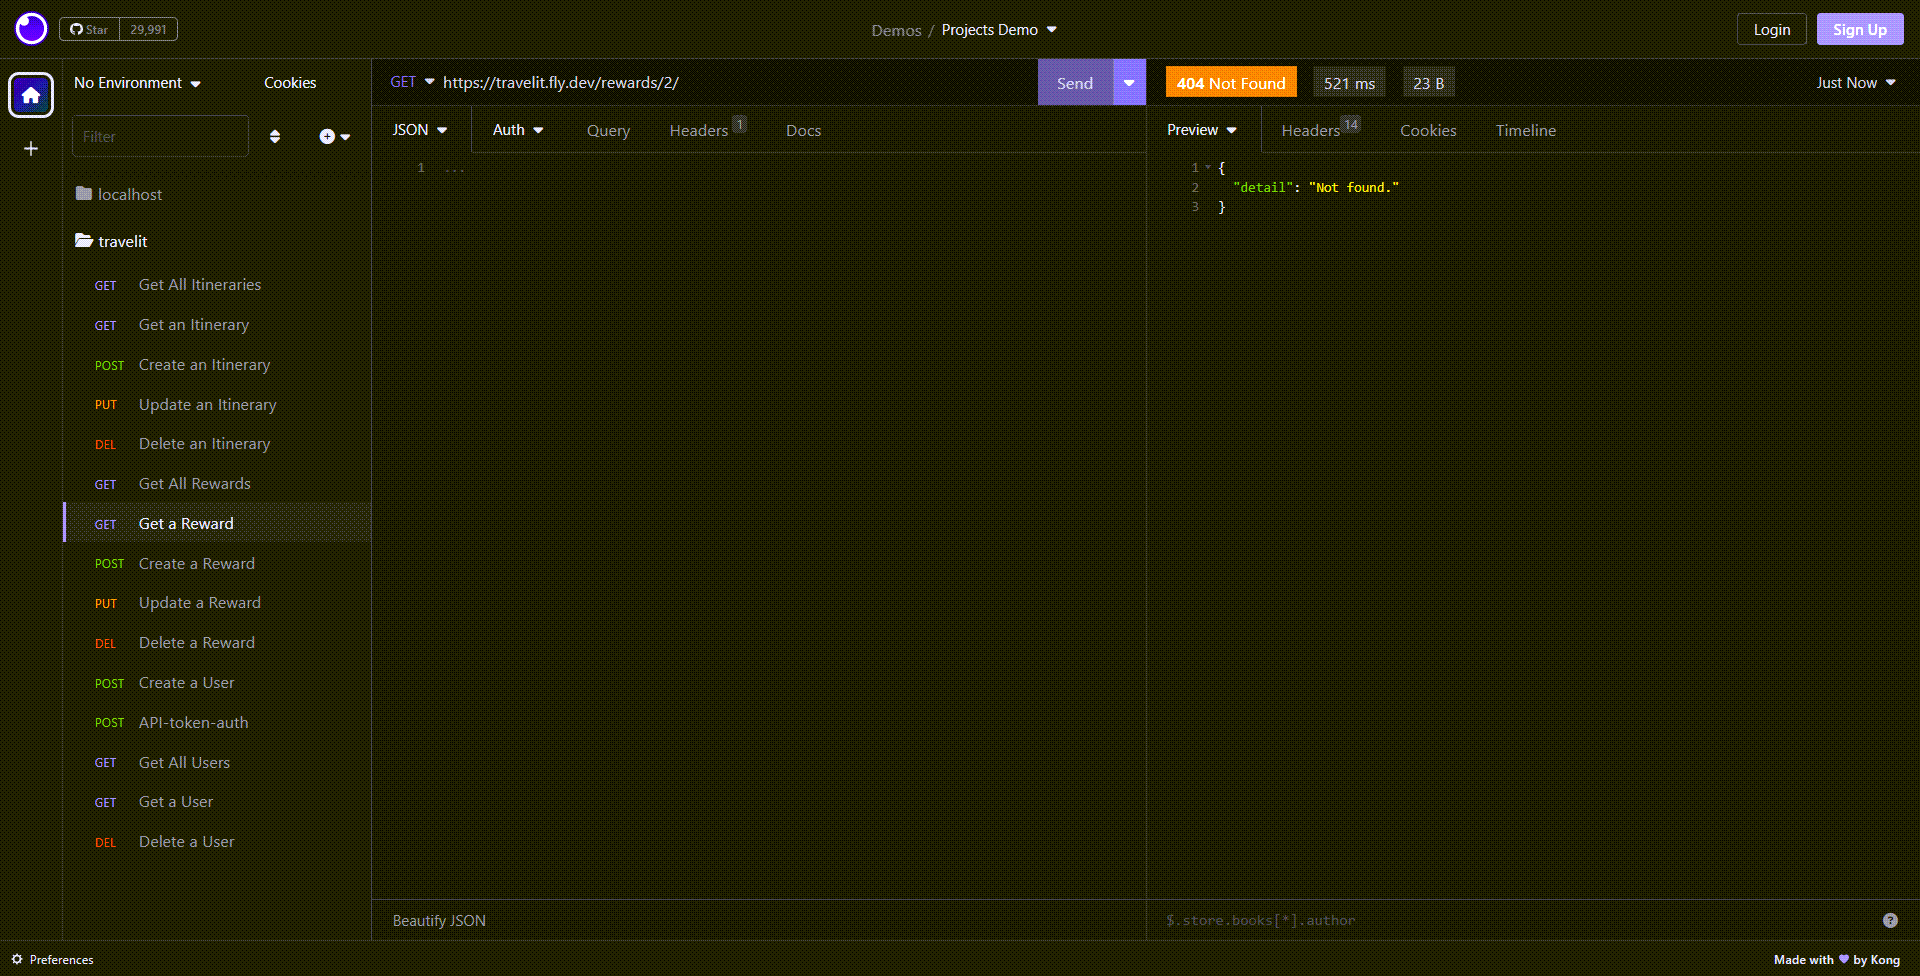 Star 29,991
Demos / Projects Demo
Login
Sign Up
No Environment
Cookies
Filter
localhost
travelit
GET Get All Itineraries
GET Get an Itinerary
POST Create an Itinerary
PUT Update an Itinerary
DEL Delete an Itinerary
GET Get All Rewards
GET Get a Reward
POST Create a Reward
PUT Update a Reward
DEL Delete a Reward
POST Create a User
POST API-token-auth
GET Get All Users
GET Get a User
DEL Delete a User
GET https://travelit.fly.dev/rewards/2/ Send
JSON Auth Query Headers 1 Docs
1 ...
Beautify JSON
404 Not Found 521 ms 23 B Just Now
Preview Headers 14 Cookies Timeline
1 {
2 "detail": "Not found."
3 }
$.store.books[*].author ?
Preferences
Made with ♥ by Kong